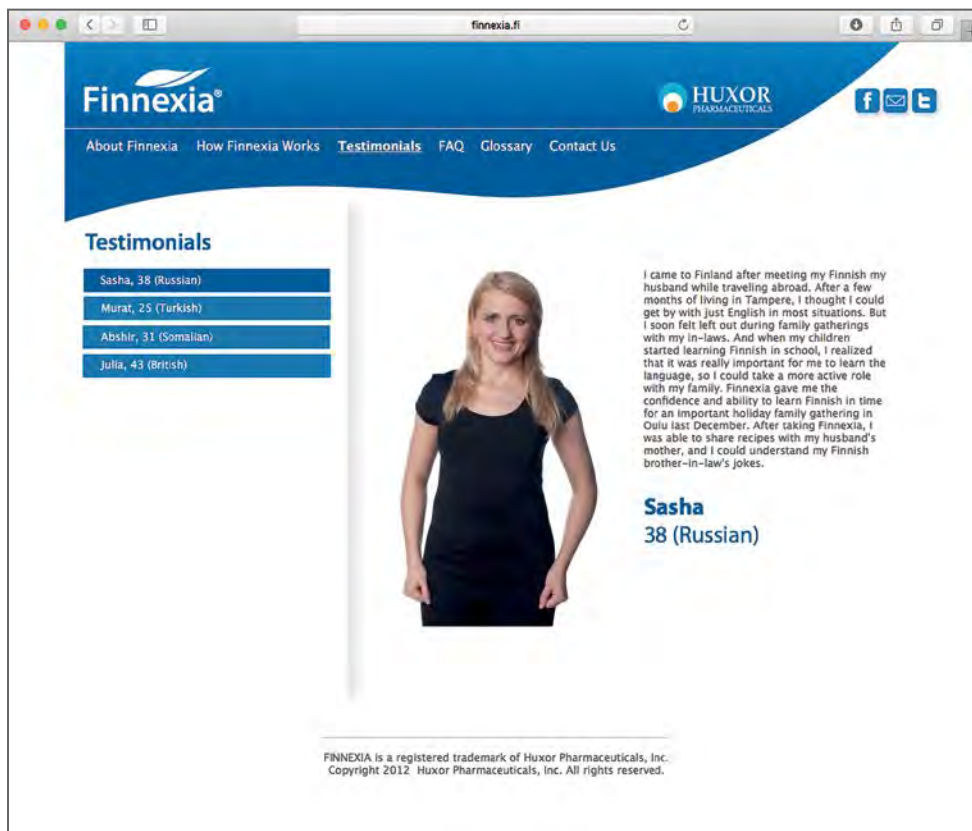 finnexia.fi
Finnexia®
HUXOR
PHARMACEUTICALS
About Finnexia How Finnexia Works Testimonials FAQ Glossary Contact Us
Testimonials
Sasha, 38 (Russian)
Murat, 25 (Turkish)
Abshir, 31 (Somalian)
Julia, 43 (British)
I came to Finland after meeting my Finnish my
husband while traveling abroad. After a few
months of living in Tampere, I thought I could
get by with just English in most situations. But
I soon felt left out during family gatherings
with my in-laws. And when my children
started learning Finnish in school, I realized
that it was really important for me to learn the
language, so I could take a more active role
with my family. Finnexia gave me the
confidence and ability to learn Finnish in time
for an important holiday family gathering in
Oulu last December. After taking Finnexia, I
was able to share recipes with my husband's
mother, and I could understand my Finnish
brother-in-law's jokes.
Sasha
38 (Russian)
FINNEXIA is a registered trademark of Huxor Pharmaceuticals, Inc.
Copyright 2012 Huxor Pharmaceuticals, Inc. All rights reserved.